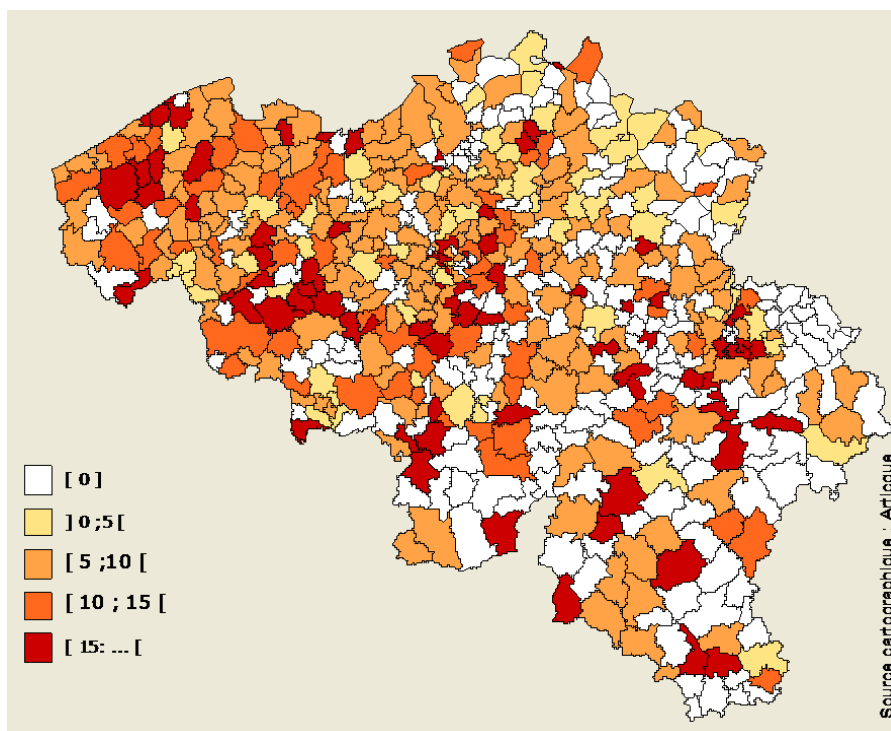 [ 0 ]
] 0 ;5 [
[ 5 ;10 [
[ 10 ; 15 [
[ 15: ... [
Source cartographique : Articque